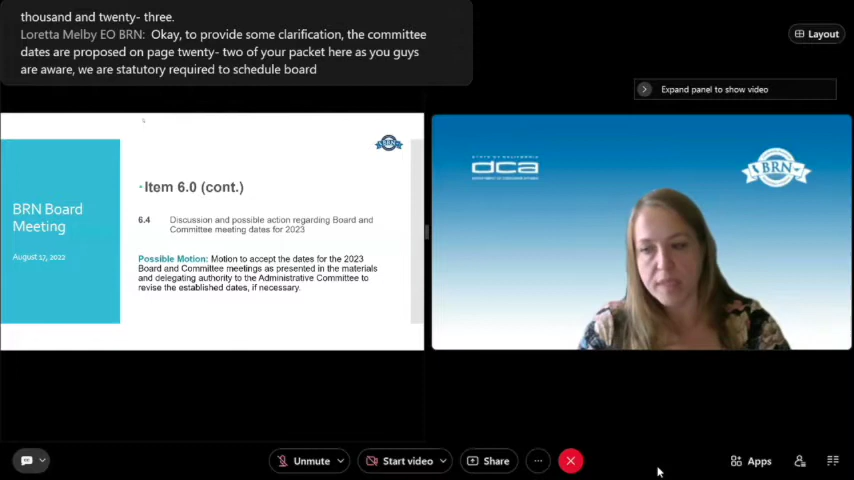 thousand and twenty- three.
Loretta Melby EO BRN: Okay, to provide some clarification, the committee
dates are proposed on page twenty- two of your packet here as you guys
are aware, we are statutory required to schedule board
Layout
Expand panel to show video
BRN
BRN Board
Meeting
August 17, 2022
Item 6.0 (cont.)
6.4 Discussion and possible action regarding Board and
Committee meeting dates for 2023
Possible Motion: Motion to accept the dates for the 2023
Board and Committee meetings as presented in the materials
and delegating authority to the Administrative Committee to
revise the established dates, if necessary.
STATE OF CALIFORNIA
dca
DEPARTMENT OF CONSUMER AFFAIRS
BRN
Unmute
Start video
Share
Apps